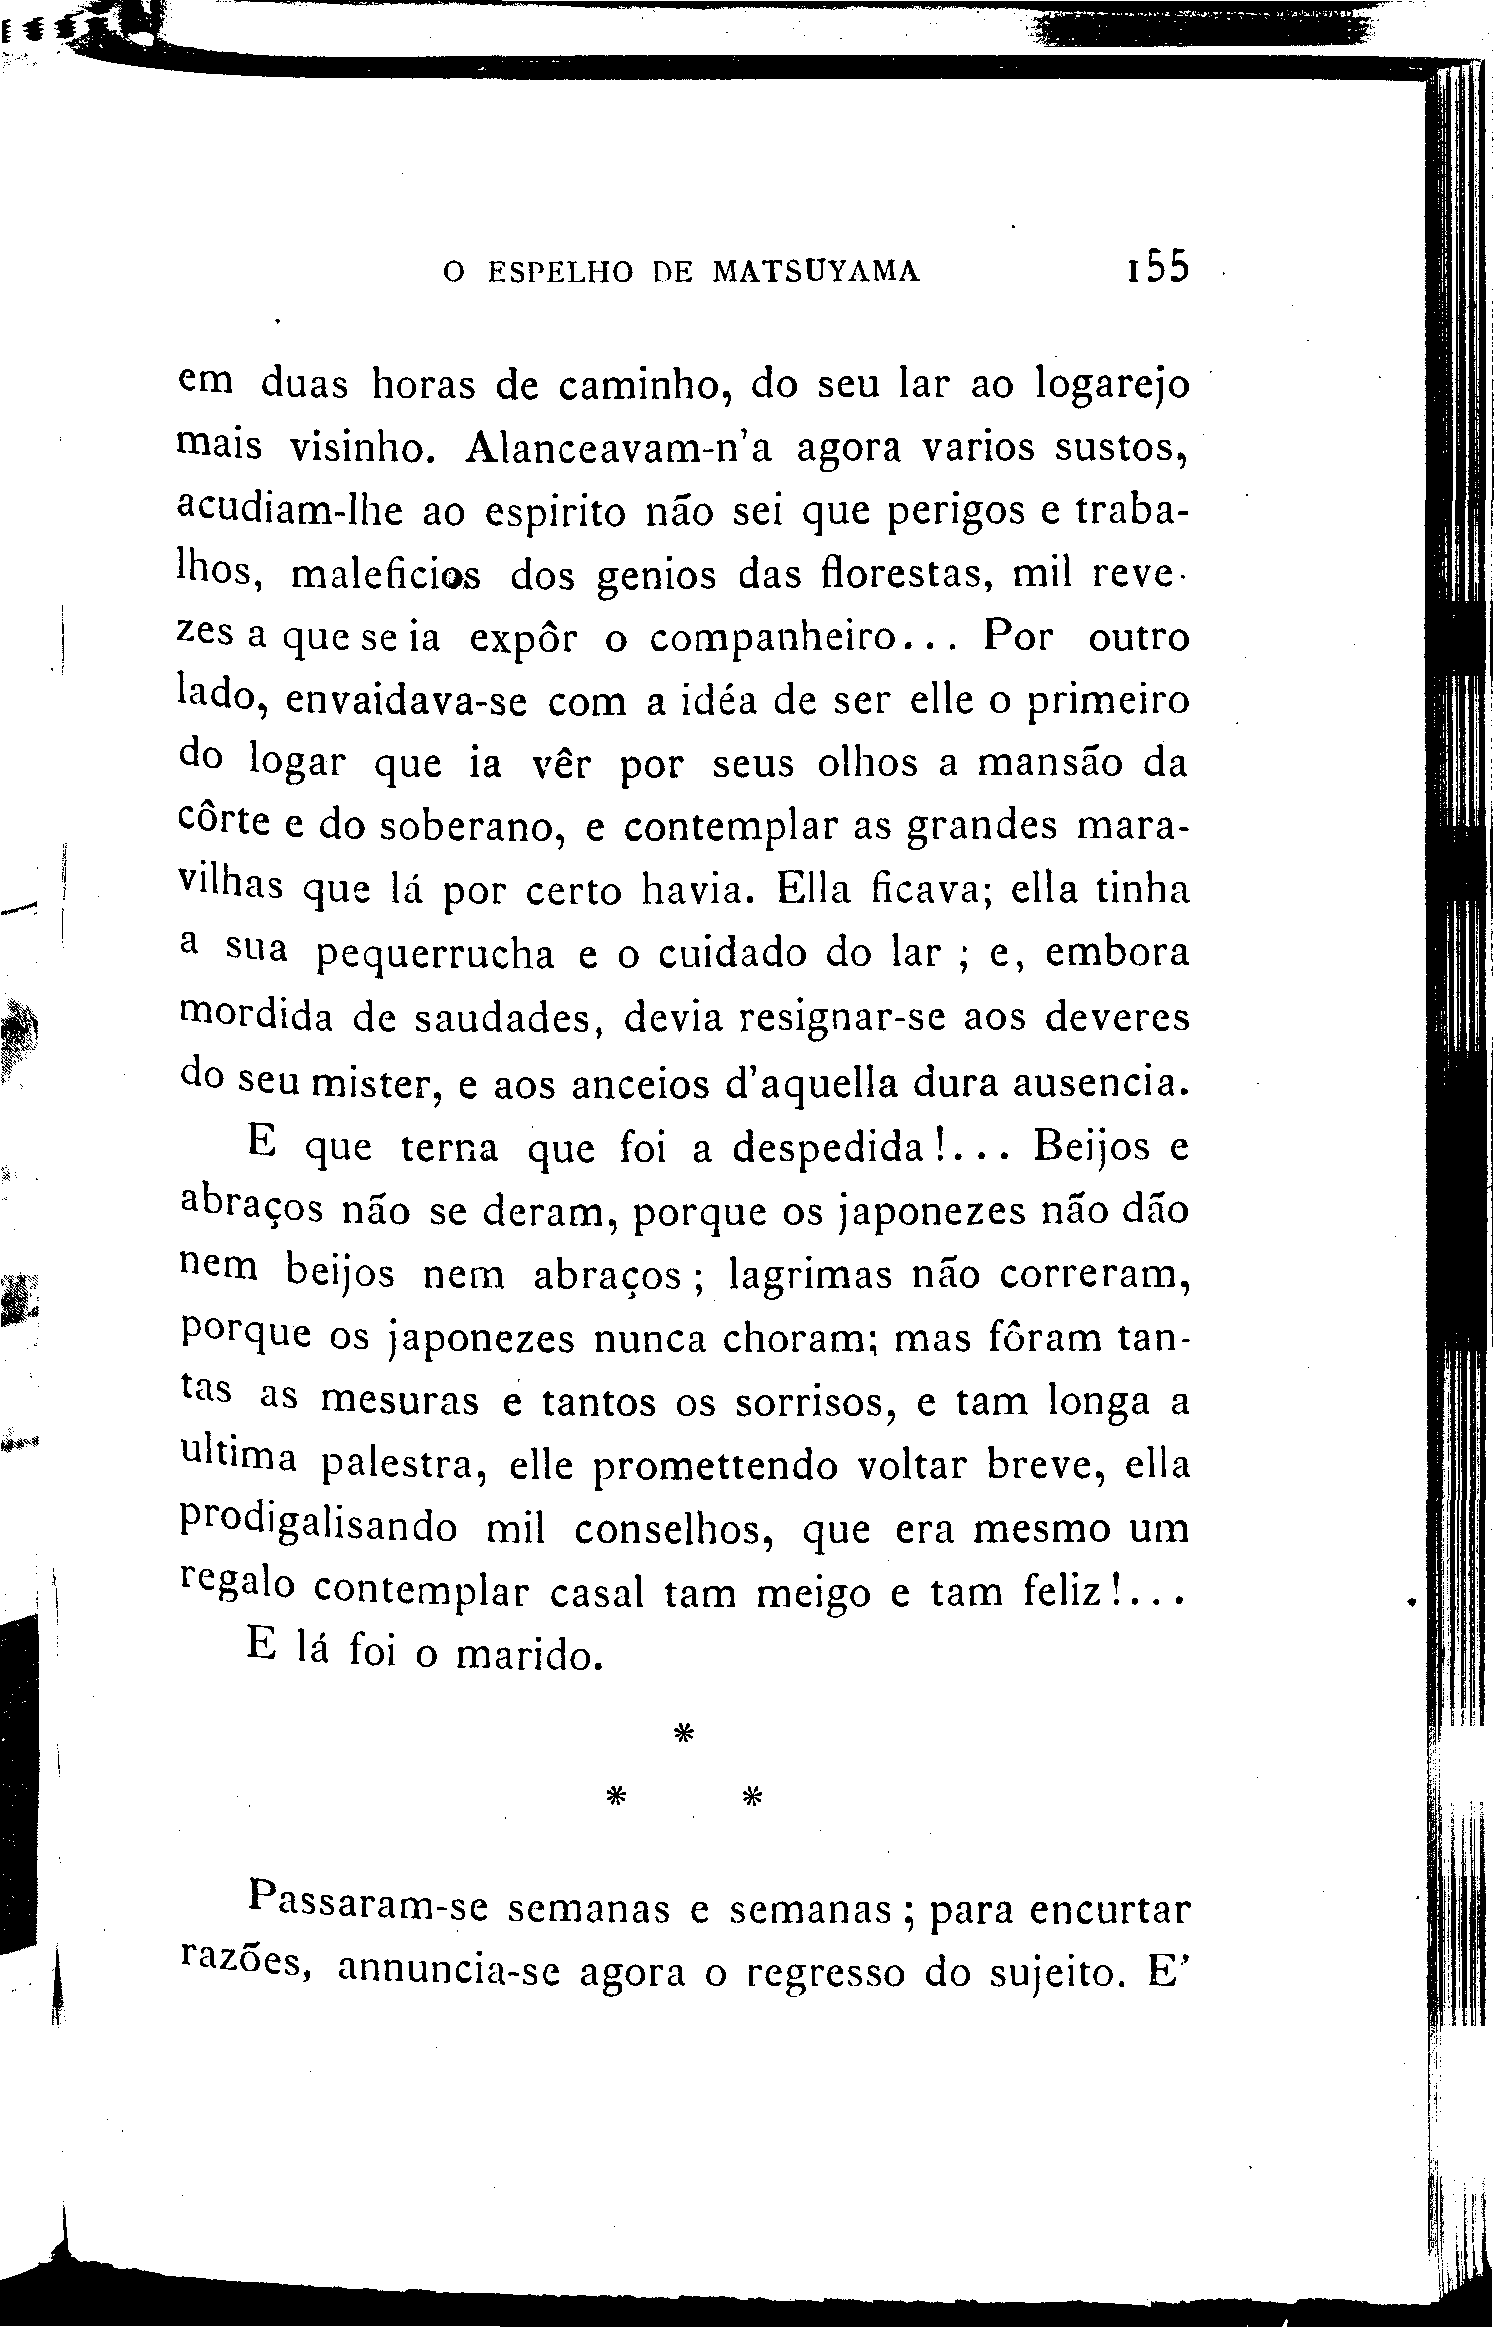 O ESPELHO DE MATSUYAMA 155
em duas horas de caminho, do seu lar ao logarejo
mais visinho. Alanceavam-n'a agora varios sustos,
acudiam-lhe ao espirito não sei que perigos e traba-
lhos, maleficios dos genios das florestas, mil reve-
zes a que se ia expôr o companheiro... Por outro
lado, envaidava-se com a idéa de ser elle o primeiro
do logar que ia vêr por seus olhos a mansão da
côrte e do soberano, e contemplar as grandes mara-
vilhas que lá por certo havia. Ella ficava; ella tinha
a sua pequerrucha e o cuidado do lar ; e, embora
mordida de saudades, devia resignar-se aos deveres
do seu mister, e aos anceios d'aquella dura ausencia.
E que terna que foi a despedida!... Beijos e
abraços não se deram, porque os japonezes não dão
nem beijos nem abraços ; lagrimas não correram,
porque os japonezes nunca choram; mas fôram tan-
tas as mesuras e tantos os sorrisos, e tam longa a
ultima palestra, elle promettendo voltar breve, ella
prodigalisando mil conselhos, que era mesmo um
regalo contemplar casal tam meigo e tam feliz!...
E lá foi o marido.
*
* *
Passaram-se semanas e semanas ; para encurtar
razões, annuncia-se agora o regresso do sujeito. E'